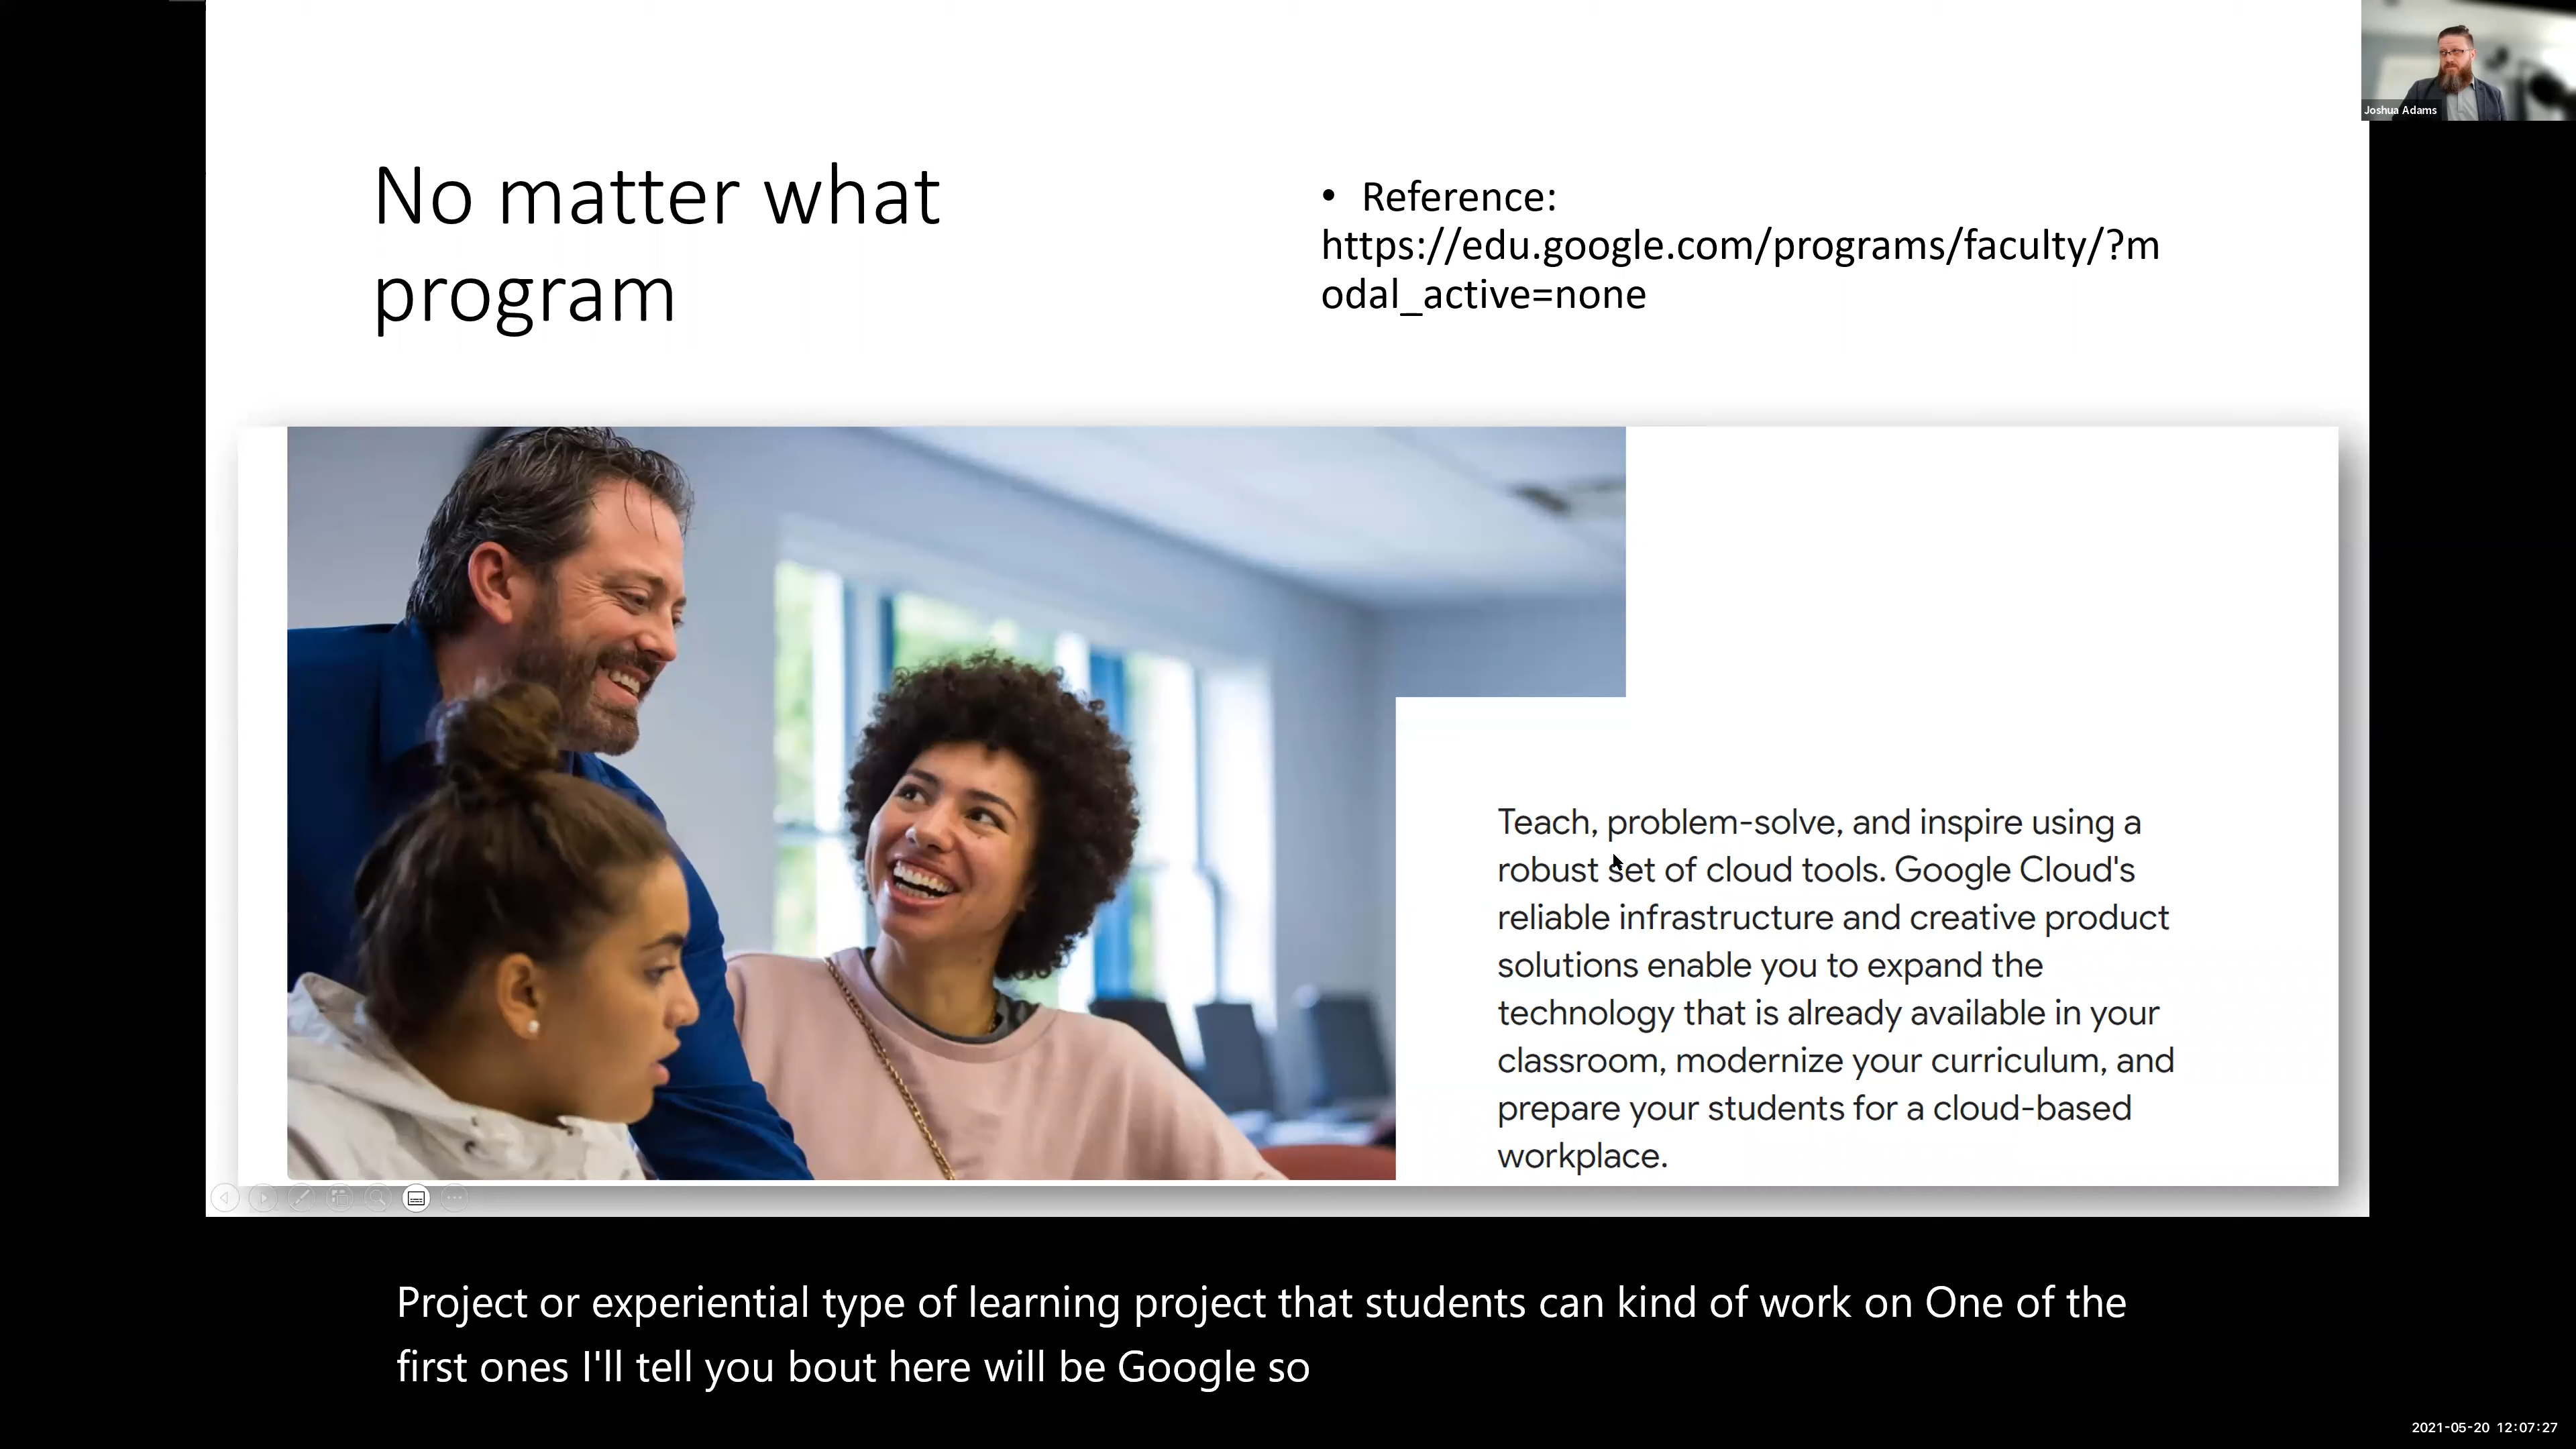 No matter what
program
• Reference:
https://edu.google.com/programs/faculty/?m
odal_active=none
Joshua Adams
Teach, problem-solve, and inspire using a
robust set of cloud tools. Google Cloud's
reliable infrastructure and creative product
solutions enable you to expand the
technology that is already available in your
classroom, modernize your curriculum, and
prepare your students for a cloud-based
workplace.
Project or experiential type of learning project that students can kind of work on One of the
first ones I'll tell you bout here will be Google so
2021-05-20 12:07:27